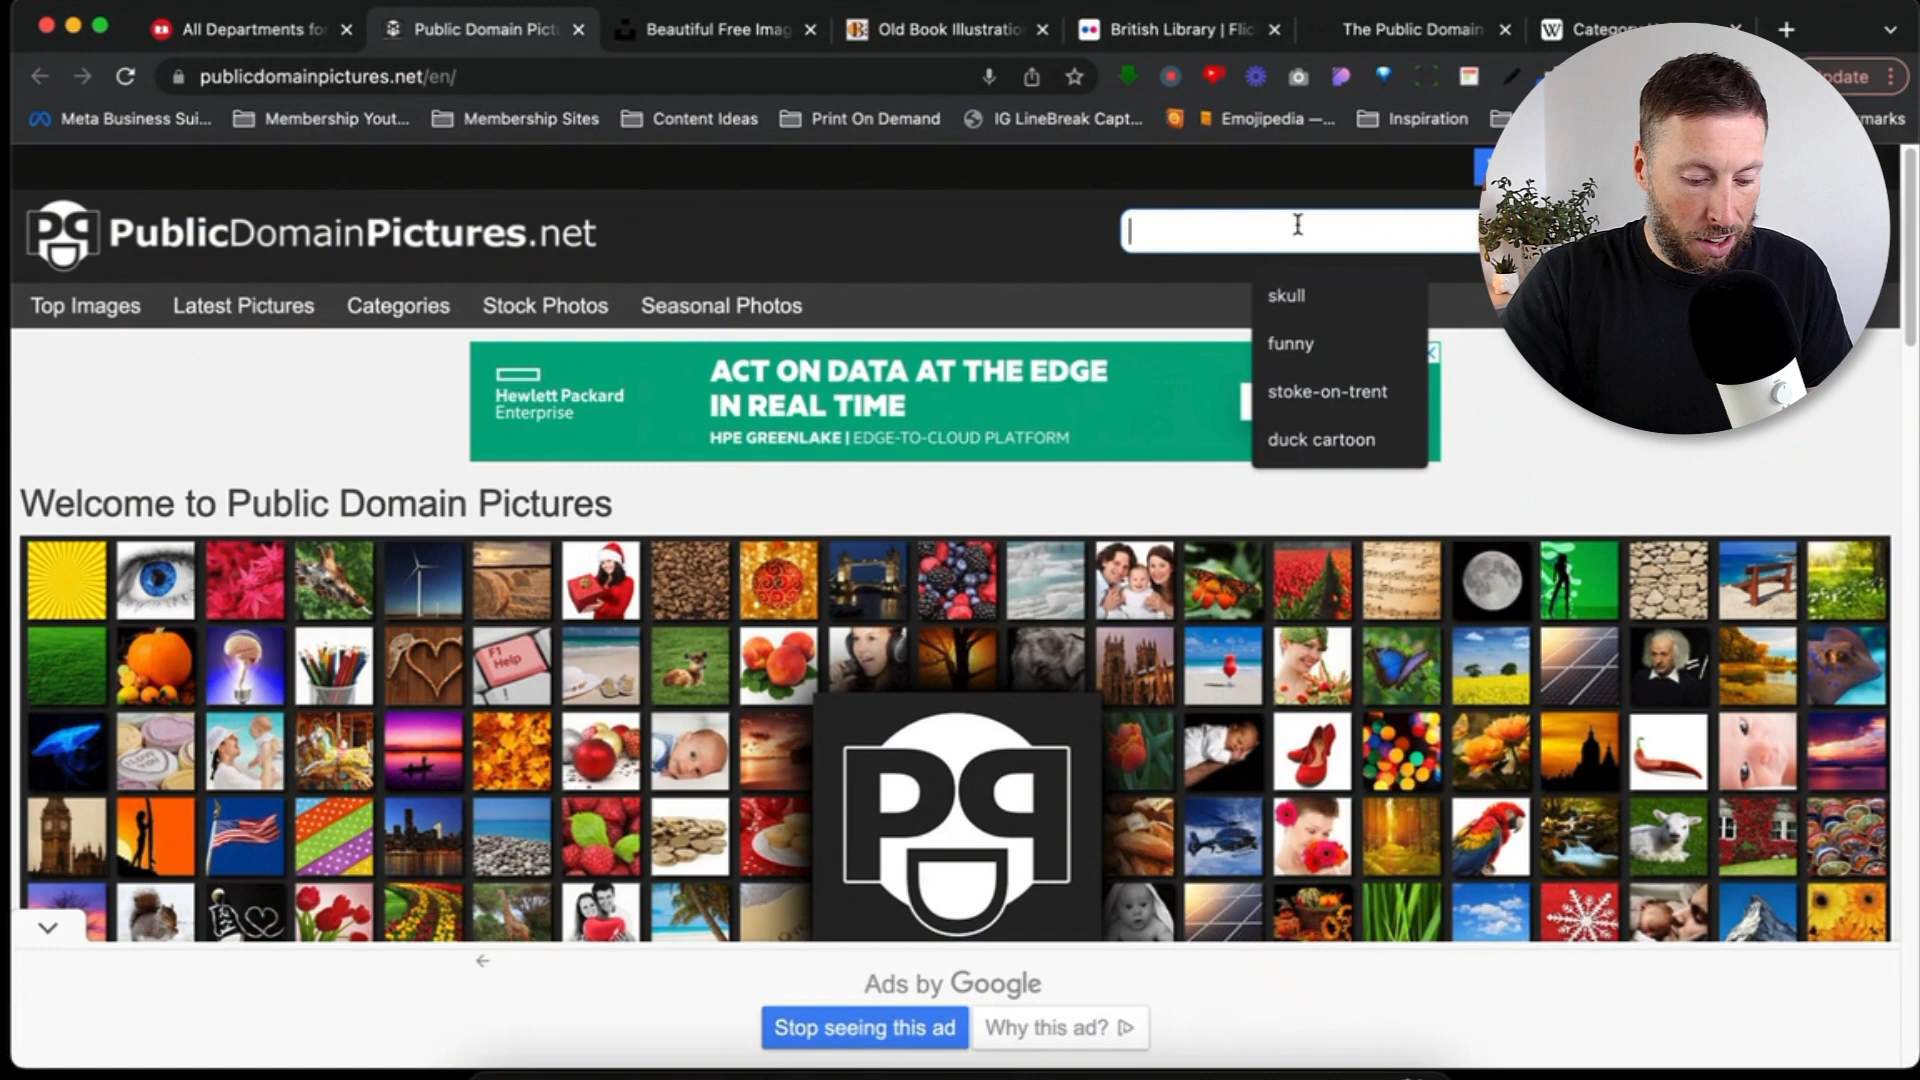 All Departments for
Public Domain Pictu
Beautiful Free Imag
Old Book Illustratio
British Library | Flic
The Public Domain
publicdomainpictures.net/en/
Meta Business Sui...
Membership Yout...
Membership Sites
Content Ideas
Print On Demand
IG LineBreak Capt...
Emojipedia —...
Inspiration
PublicDomainPictures.net
Top Images
Latest Pictures
Categories
Stock Photos
Seasonal Photos
skull
funny
stoke-on-trent
duck cartoon
Hewlett Packard
Enterprise
ACT ON DATA AT THE EDGE
IN REAL TIME
HPE GREENLAKE | EDGE-TO-CLOUD PLATFORM
Welcome to Public Domain Pictures
F1
Help
Ads by Google
Stop seeing this ad
Why this ad?